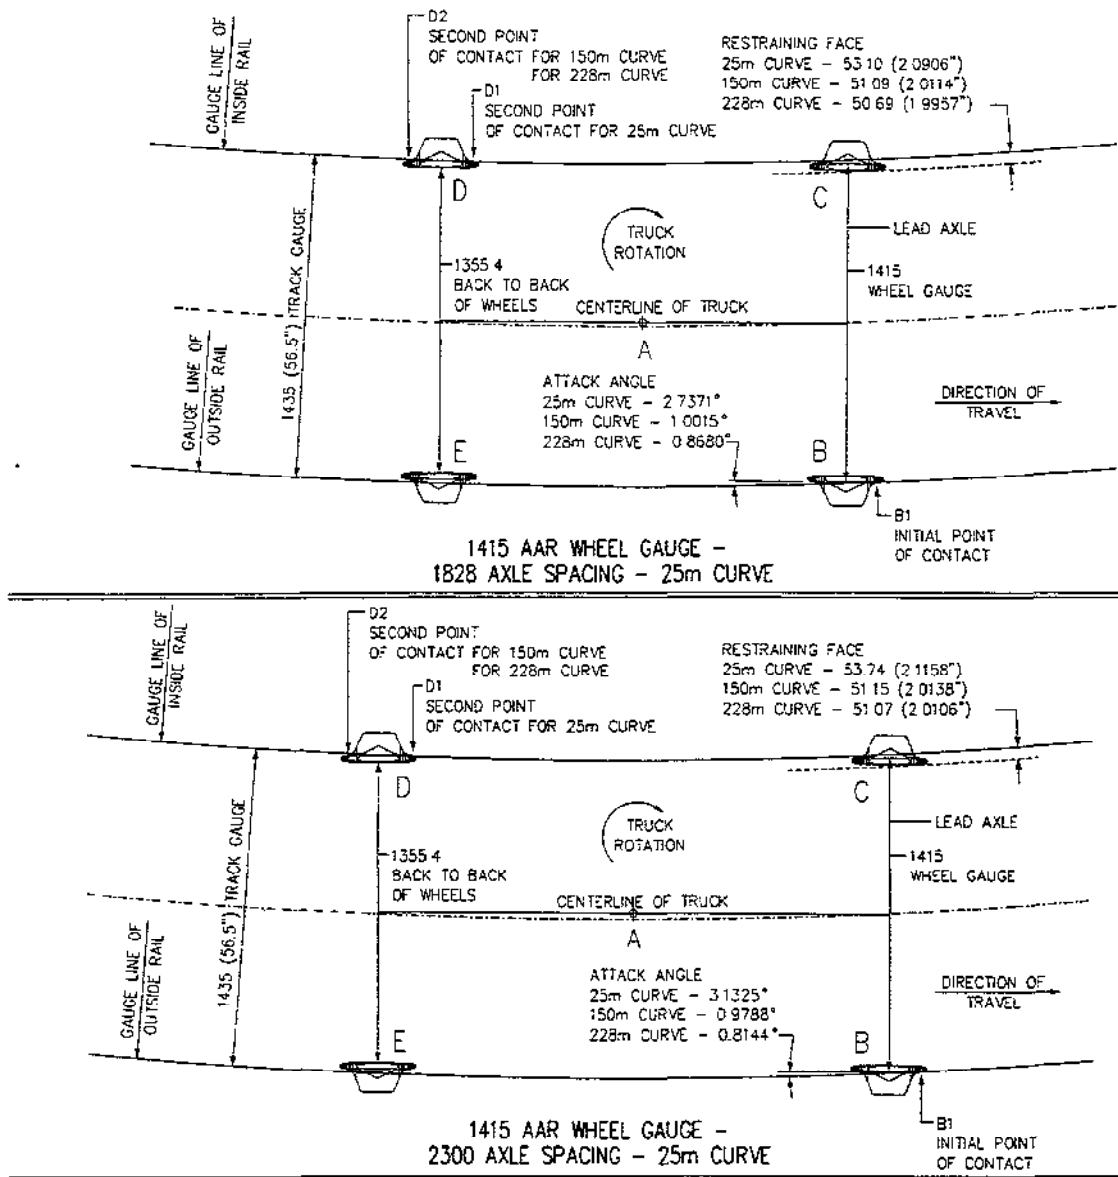 D2
SECOND POINT
OF CONTACT FOR 150m CURVE
FOR 228m CURVE
D1
SECOND POINT
OF CONTACT FOR 25m CURVE
RESTRAINING FACE
25m CURVE - 53.10 (2.0906")
150m CURVE - 51.09 (2.0114")
228m CURVE - 50.69 (1.9957")
GAUGE LINE OF
INSIDE RAIL
D
C
TRUCK
ROTATION
LEAD AXLE
1355.4
BACK TO BACK
OF WHEELS
1415
WHEEL GAUGE
1435 (56.5") TRACK GAUGE
CENTERLINE OF TRUCK
A
GAUGE LINE OF
OUTSIDE RAIL
ATTACK ANGLE
25m CURVE - 2.7371°
150m CURVE - 1.0015°
228m CURVE - 0.8680°
DIRECTION OF
TRAVEL
E
B
B1
INITIAL POINT
OF CONTACT
1415 AAR WHEEL GAUGE -
1828 AXLE SPACING - 25m CURVE
D2
SECOND POINT
OF CONTACT FOR 150m CURVE
FOR 228m CURVE
D1
SECOND POINT
OF CONTACT FOR 25m CURVE
RESTRAINING FACE
25m CURVE - 53.74 (2.1158")
150m CURVE - 51.15 (2.0138")
228m CURVE - 51.07 (2.0106")
GAUGE LINE OF
INSIDE RAIL
D
C
TRUCK
ROTATION
LEAD AXLE
1355.4
BACK TO BACK
OF WHEELS
1415
WHEEL GAUGE
1435 (56.5") TRACK GAUGE
CENTERLINE OF TRUCK
A
GAUGE LINE OF
OUTSIDE RAIL
ATTACK ANGLE
25m CURVE - 3.1325°
150m CURVE - 0.9788°
228m CURVE - 0.8144°
DIRECTION OF
TRAVEL
E
B
B1
INITIAL POINT
OF CONTACT
1415 AAR WHEEL GAUGE -
2300 AXLE SPACING - 25m CURVE